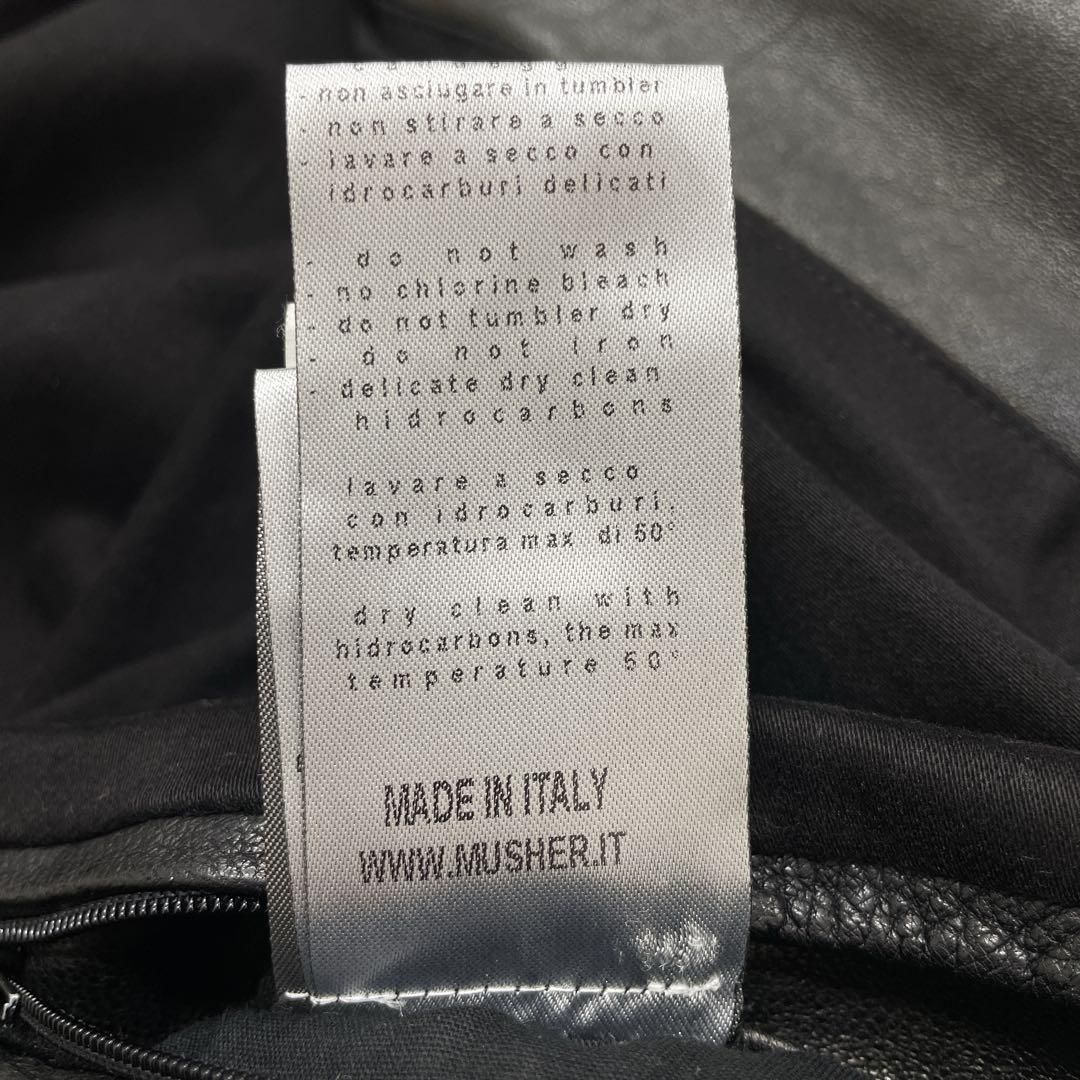 - non asciugare in tumbler
- non stirare a secco
- lavare a secco con
idrocarburi delicati
- do not wash
- no chlorine bleach
- do not tumbler dry
- do not iron
- delicate dry clean
hidrocarbons
lavare a secco
con idrocarburi.
temperatura max di 50°
dry clean with
hidrocarbons, the max
temperature 50°
MADE IN ITALY
WWW.MUSHER.IT